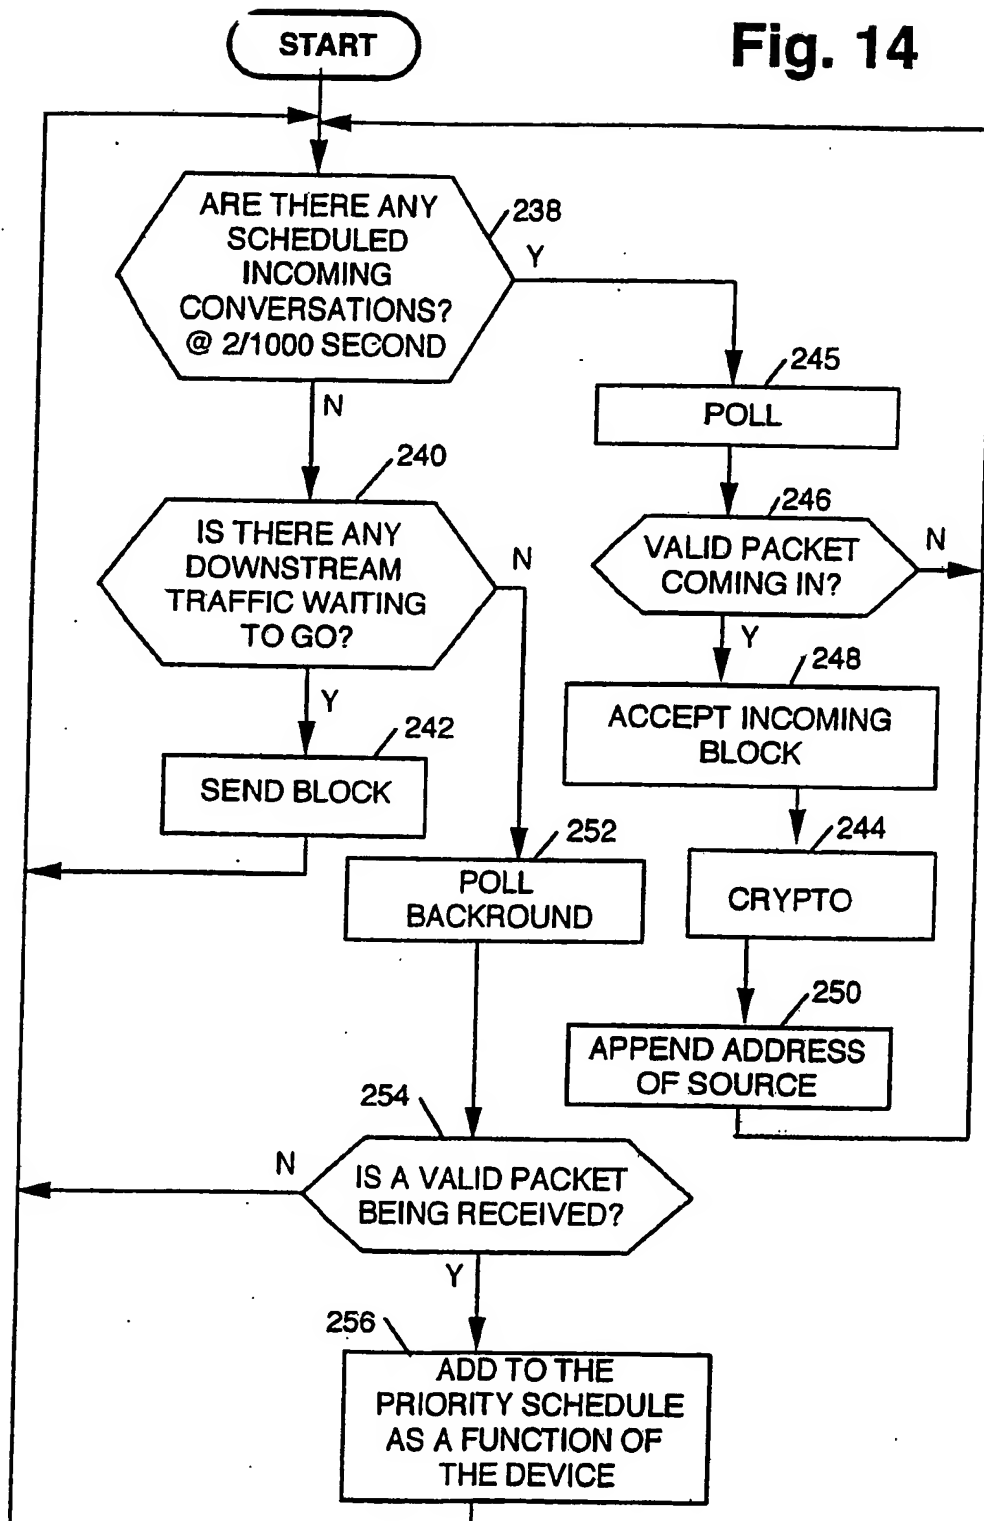 START
Fig. 14
ARE THERE ANY
SCHEDULED
INCOMING
CONVERSATIONS?
@ 2/1000 SECOND
238
Y
N
245
POLL
240
IS THERE ANY
DOWNSTREAM
TRAFFIC WAITING
TO GO?
N
Y
246
VALID PACKET
COMING IN?
N
Y
242
SEND BLOCK
248
ACCEPT INCOMING
BLOCK
252
POLL
BACKROUND
244
CRYPTO
250
APPEND ADDRESS
OF SOURCE
254
IS A VALID PACKET
BEING RECEIVED?
N
Y
256
ADD TO THE
PRIORITY SCHEDULE
AS A FUNCTION OF
THE DEVICE